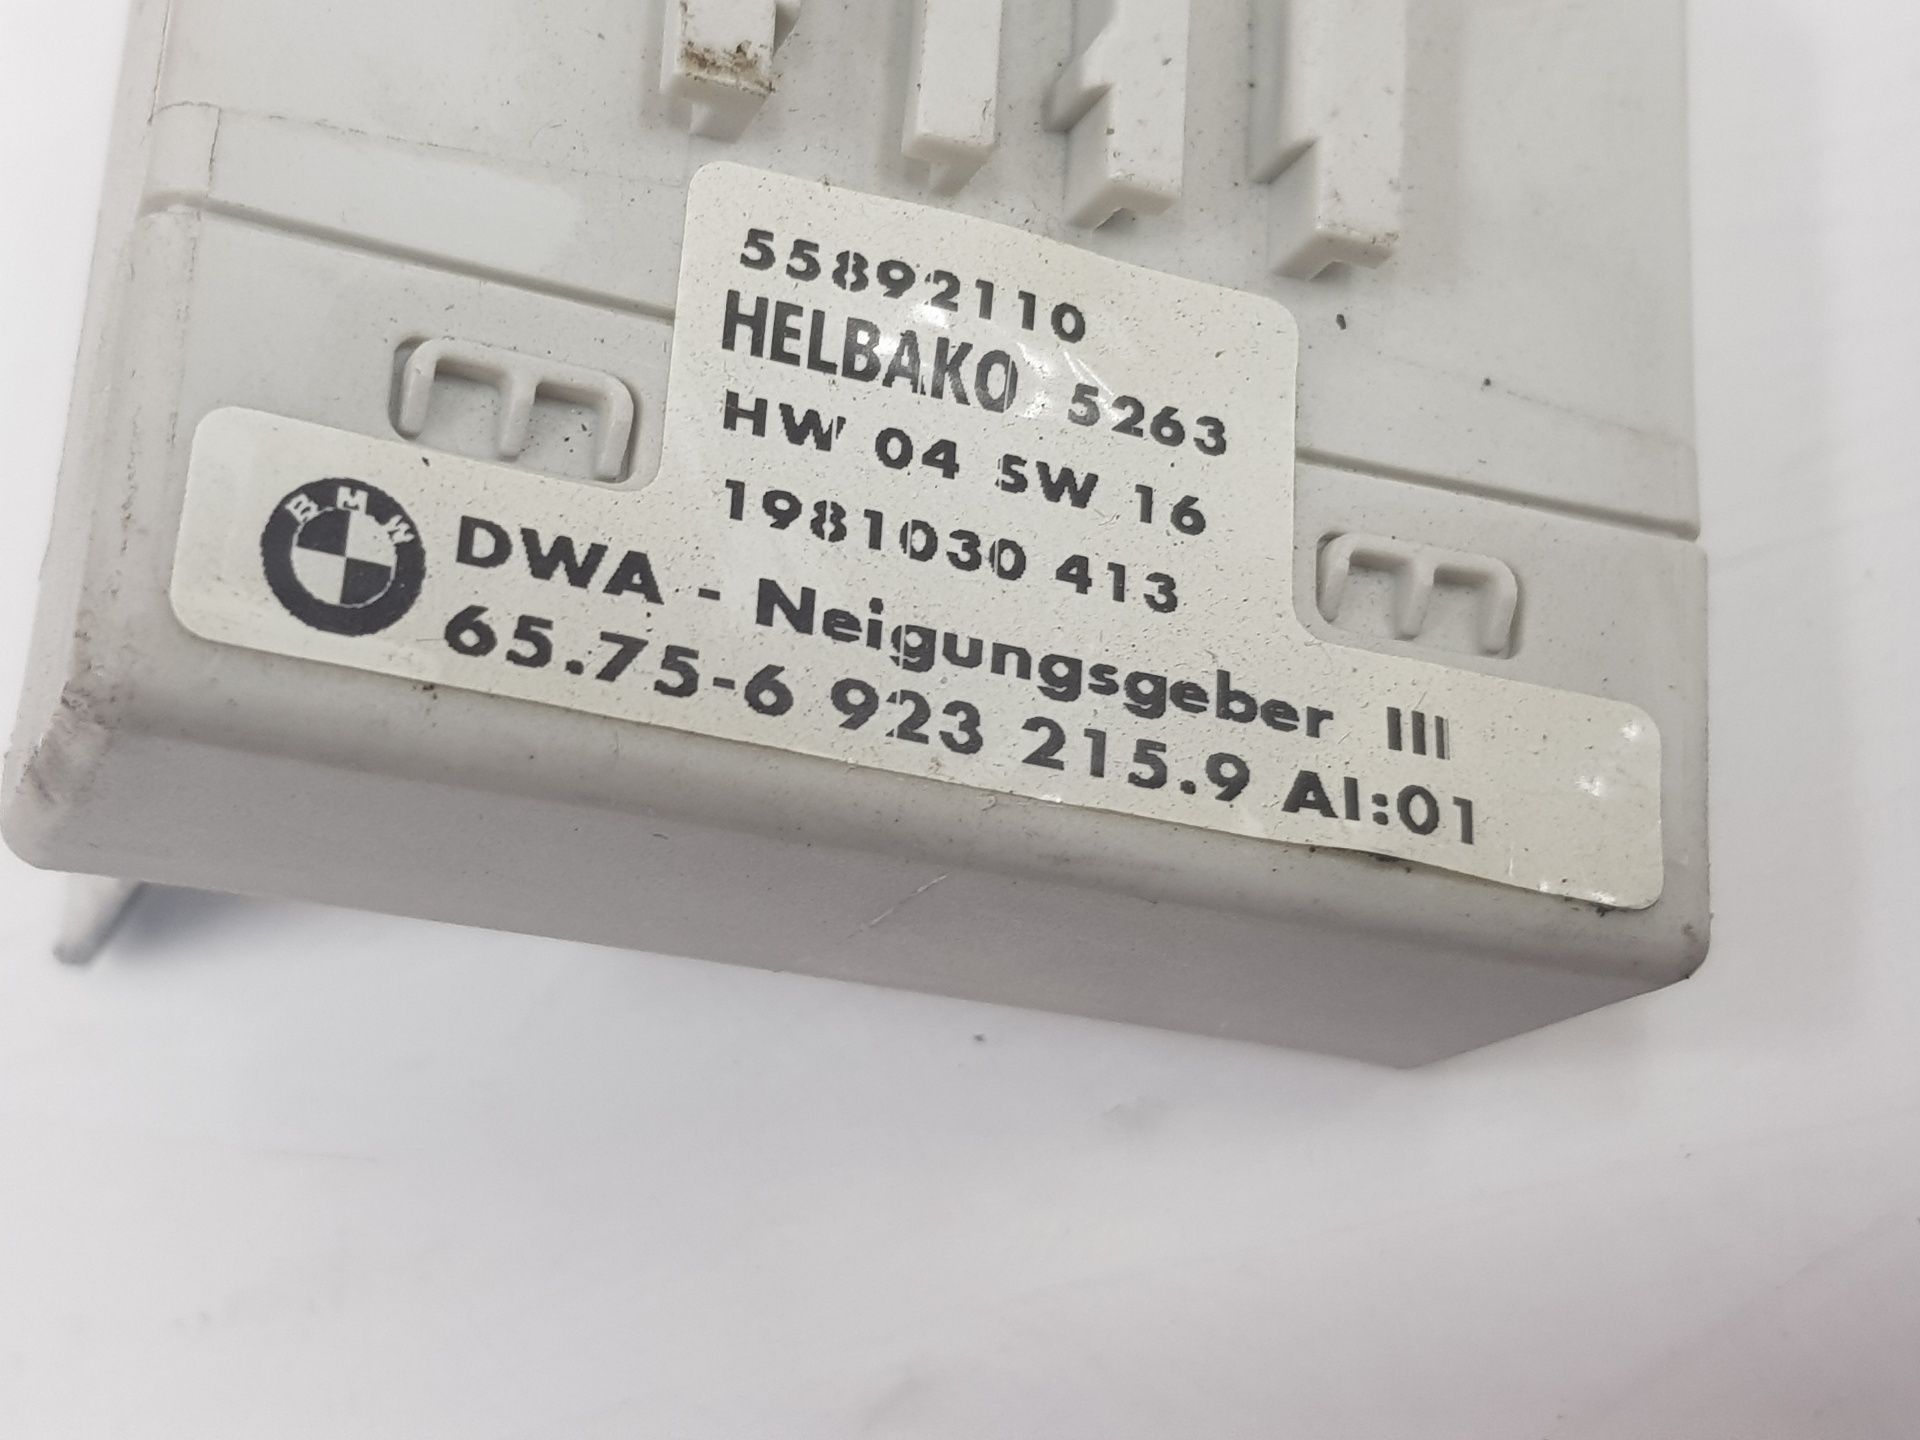 55892110
HELBAKO 5263
HW 04 SW 16
1981030 413
BMW DWA - Neigungsgeber III
65.75-6 923 215.9 AI:01